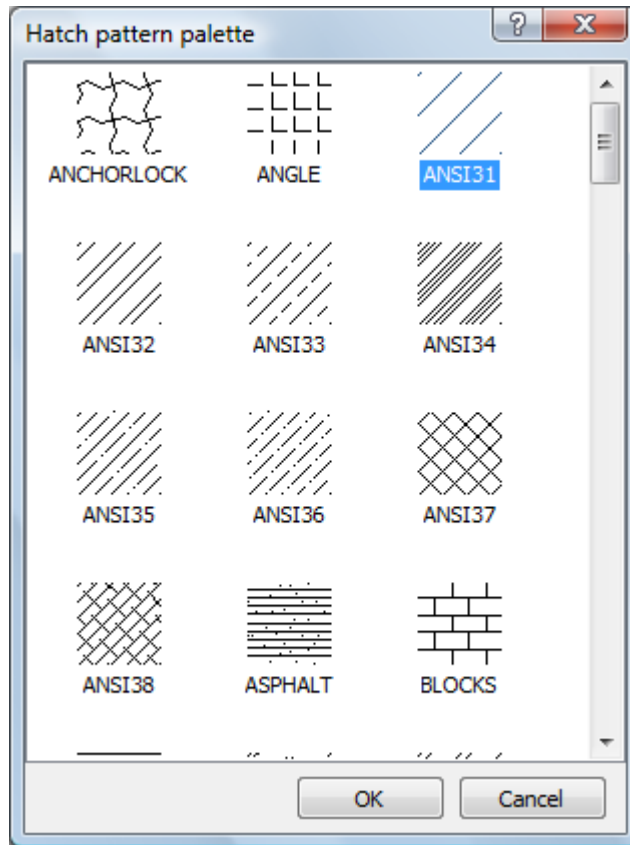 Hatch pattern palette
ANCHORLOCK ANGLE ANSI31
ANSI32 ANSI33 ANSI34
ANSI35 ANSI36 ANSI37
ANSI38 ASPHALT BLOCKS
OK Cancel